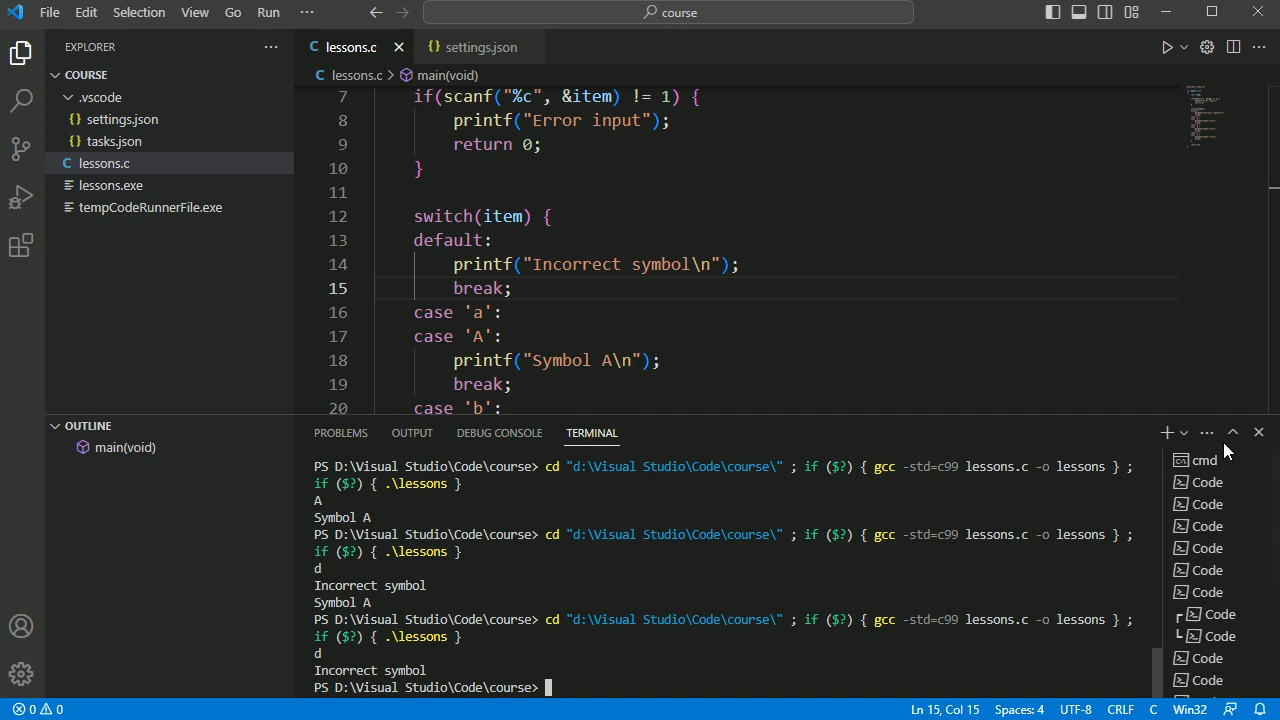 File Edit Selection View Go Run ···
course
EXPLORER
COURSE
.vscode
{} settings.json
{} tasks.json
C lessons.c
lessons.exe
tempCodeRunnerFile.exe
OUTLINE
main(void)
C lessons.c
{} settings.json
C lessons.c > main(void)
7 if(scanf("%c", &item) != 1) {
8 printf("Error input");
9 return 0;
10 }
11
12 switch(item) {
13 default:
14 printf("Incorrect symbol\n");
15 break;
16 case 'a':
17 case 'A':
18 printf("Symbol A\n");
19 break;
20 case 'b':
PROBLEMS OUTPUT DEBUG CONSOLE TERMINAL
PS D:\Visual Studio\Code\course> cd "d:\Visual Studio\Code\course\" ; if ($?) { gcc -std=c99 lessons.c -o lessons } ;
if ($?) { .\lessons }
A
Symbol A
PS D:\Visual Studio\Code\course> cd "d:\Visual Studio\Code\course\" ; if ($?) { gcc -std=c99 lessons.c -o lessons } ;
if ($?) { .\lessons }
d
Incorrect symbol
Symbol A
PS D:\Visual Studio\Code\course> cd "d:\Visual Studio\Code\course\" ; if ($?) { gcc -std=c99 lessons.c -o lessons } ;
if ($?) { .\lessons }
d
Incorrect symbol
PS D:\Visual Studio\Code\course>
cmd
Code
Code
Code
Code
Code
Code
Code
Code
Code
Code
0 0
Ln 15, Col 15 Spaces: 4 UTF-8 CRLF C Win32